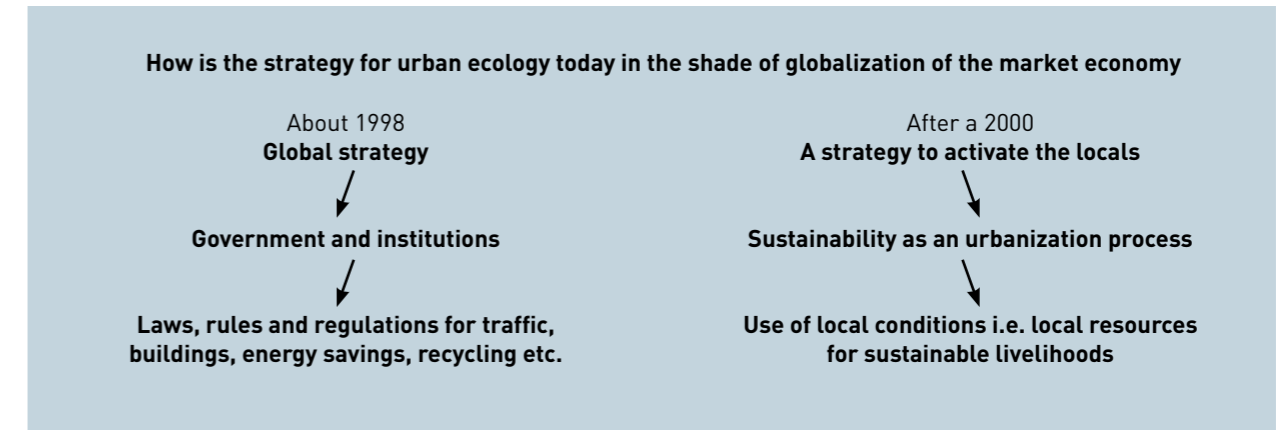 How is the strategy for urban ecology today in the shade of globalization of the market economy
About 1998
Global strategy
Government and institutions
Laws, rules and regulations for traffic,
buildings, energy savings, recycling etc.
After a 2000
A strategy to activate the locals
Sustainability as an urbanization process
Use of local conditions i.e. local resources
for sustainable livelihoods